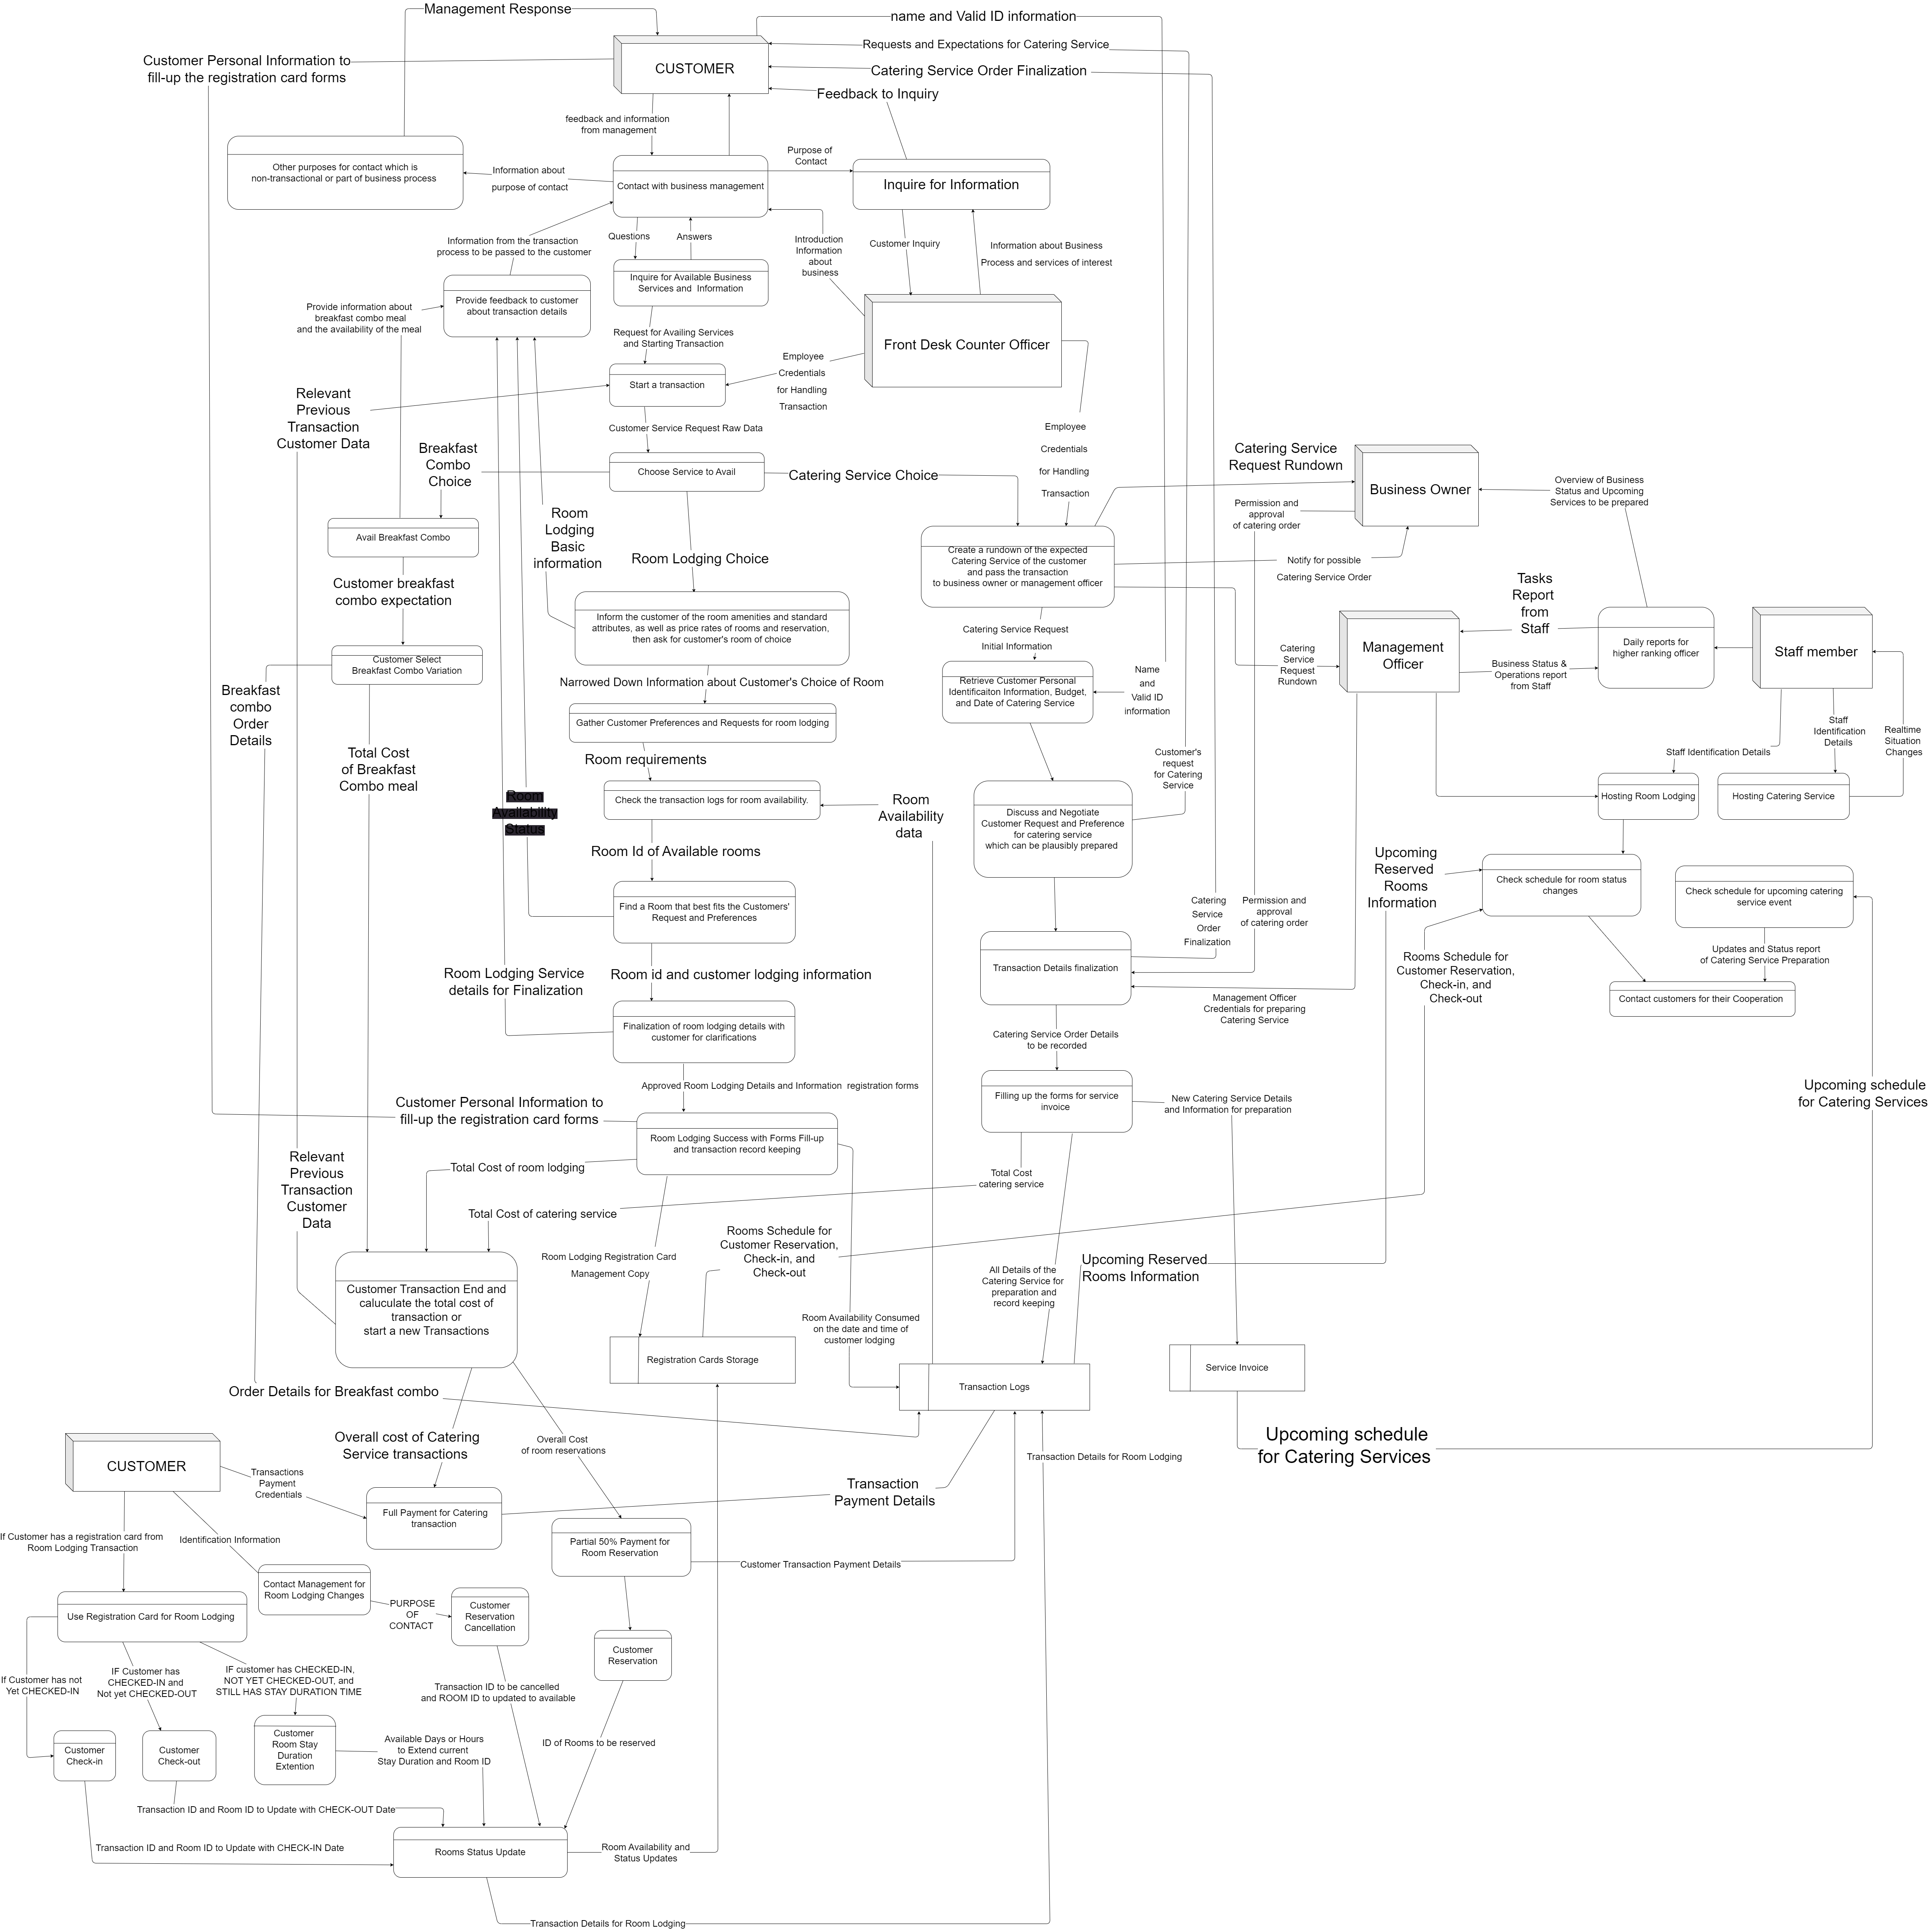 Management Response
name and Valid ID information
Requests and Expectations for Catering Service
Customer Personal Information to
fill-up the registration card forms
CUSTOMER
Catering Service Order Finalization
Feedback to Inquiry
feedback and information
from management
Purpose of
Contact
Other purposes for contact which is
non-transactional or part of business process
Information about
purpose of contact
Contact with business management
Inquire for Information
Information from the transaction
process to be passed to the customer
Questions
Answers
Introduction
Information
about
business
Customer Inquiry
Information about Business
Process and services of interest
Inquire for Available Business
Services and  Information
Provide feedback to customer
about transaction details
Provide information about
breakfast combo meal
and the availability of the meal
Request for Availing Services
and Starting Transaction
Front Desk Counter Officer
Employee
Credentials
for Handling
Transaction
Start a transaction
Relevant
Previous
Transaction
Customer Data
Customer Service Request Raw Data
Employee
Credentials
for Handling
Transaction
Breakfast
Combo
Choice
Choose Service to Avail
Catering Service Choice
Catering Service
Request Rundown
Business Owner
Overview of Business
Status and Upcoming
Services to be prepared
Permission and
approval
of catering order
Room
Lodging
Basic
information
Avail Breakfast Combo
Room Lodging Choice
Create a rundown of the expected
Catering Service of the customer
and pass the transaction
to business owner or management officer
Notify for possible
Catering Service Order
Customer breakfast
combo expectation
Tasks
Report
from
Staff
Inform the customer of the room amenities and standard
attributes, as well as price rates of rooms and reservation,
then ask for customer's room of choice
Catering Service Request
Initial Information
Management
Officer
Daily reports for
higher ranking officer
Staff member
Customer Select
Breakfast Combo Variation
Catering
Service
Request
Rundown
Business Status &
Operations report
from Staff
Breakfast
combo
Order
Details
Narrowed Down Information about Customer's Choice of Room
Retrieve Customer Personal
Identificaiton Information, Budget,
and Date of Catering Service
Name
and
Valid ID
information
Gather Customer Preferences and Requests for room lodging
Staff
Identification
Details
Realtime
Situation
Changes
Staff Identification Details
Total Cost
of Breakfast
Combo meal
Room requirements
Customer's
request
for Catering
Service
Room
Availability
Status
Check the transaction logs for room availability.
Room
Availability
data
Hosting Room Lodging
Hosting Catering Service
Discuss and Negotiate
Customer Request and Preference
for catering service
which can be plausibly prepared
Room Id of Available rooms
Upcoming
Reserved
Rooms
Information
Check schedule for room status
changes
Check schedule for upcoming catering
service event
Find a Room that best fits the Customers'
Request and Preferences
Catering
Service
Order
Finalization
Permission and
approval
of catering order
Updates and Status report
of Catering Service Preparation
Room Lodging Service
details for Finalization
Room id and customer lodging information
Transaction Details finalization
Rooms Schedule for
Customer Reservation,
Check-in, and
Check-out
Contact customers for their Cooperation
Management Officer
Credentials for preparing
Catering Service
Finalization of room lodging details with
customer for clarifications
Catering Service Order Details
to be recorded
Approved Room Lodging Details and Information  registration forms
Filling up the forms for service
invoice
New Catering Service Details
and Information for preparation
Upcoming schedule
for Catering Services
Customer Personal Information to
fill-up the registration card forms
Room Lodging Success with Forms Fill-up
and transaction record keeping
Total Cost of room lodging
Total Cost
catering service
Relevant
Previous
Transaction
Customer
Data
Total Cost of catering service
Rooms Schedule for
Customer Reservation,
Check-in, and
Check-out
Room Lodging Registration Card
Management Copy
Upcoming Reserved
Rooms Information
All Details of the
Catering Service for
preparation and
record keeping
Customer Transaction End and
caluculate the total cost of
transaction or
start a new Transactions
Room Availability Consumed
on the date and time of
customer lodging
Registration Cards Storage
Service Invoice
Transaction Logs
Order Details for Breakfast combo
Overall cost of Catering
Service transactions
Overall Cost
of room reservations
Upcoming schedule
for Catering Services
Transaction Details for Room Lodging
CUSTOMER
Transactions
Payment
Credentials
Transaction
Payment Details
Full Payment for Catering
transaction
If Customer has a registration card from
Room Lodging Transaction
Identification Information
Partial 50% Payment for
Room Reservation
Customer Transaction Payment Details
Contact Management for
Room Lodging Changes
PURPOSE
OF
CONTACT
Customer
Reservation
Cancellation
Use Registration Card for Room Lodging
Customer
Reservation
If Customer has not
Yet CHECKED-IN
IF Customer has
CHECKED-IN and
Not yet CHECKED-OUT
IF customer has CHECKED-IN,
NOT YET CHECKED-OUT, and
STILL HAS STAY DURATION TIME
Transaction ID to be cancelled
and ROOM ID to updated to available
Customer
Check-in
Customer
Check-out
Customer
Room Stay
Duration
Extention
Available Days or Hours
to Extend current
Stay Duration and Room ID
ID of Rooms to be reserved
Transaction ID and Room ID to Update with CHECK-OUT Date
Transaction ID and Room ID to Update with CHECK-IN Date
Rooms Status Update
Room Availability and
Status Updates
Transaction Details for Room Lodging